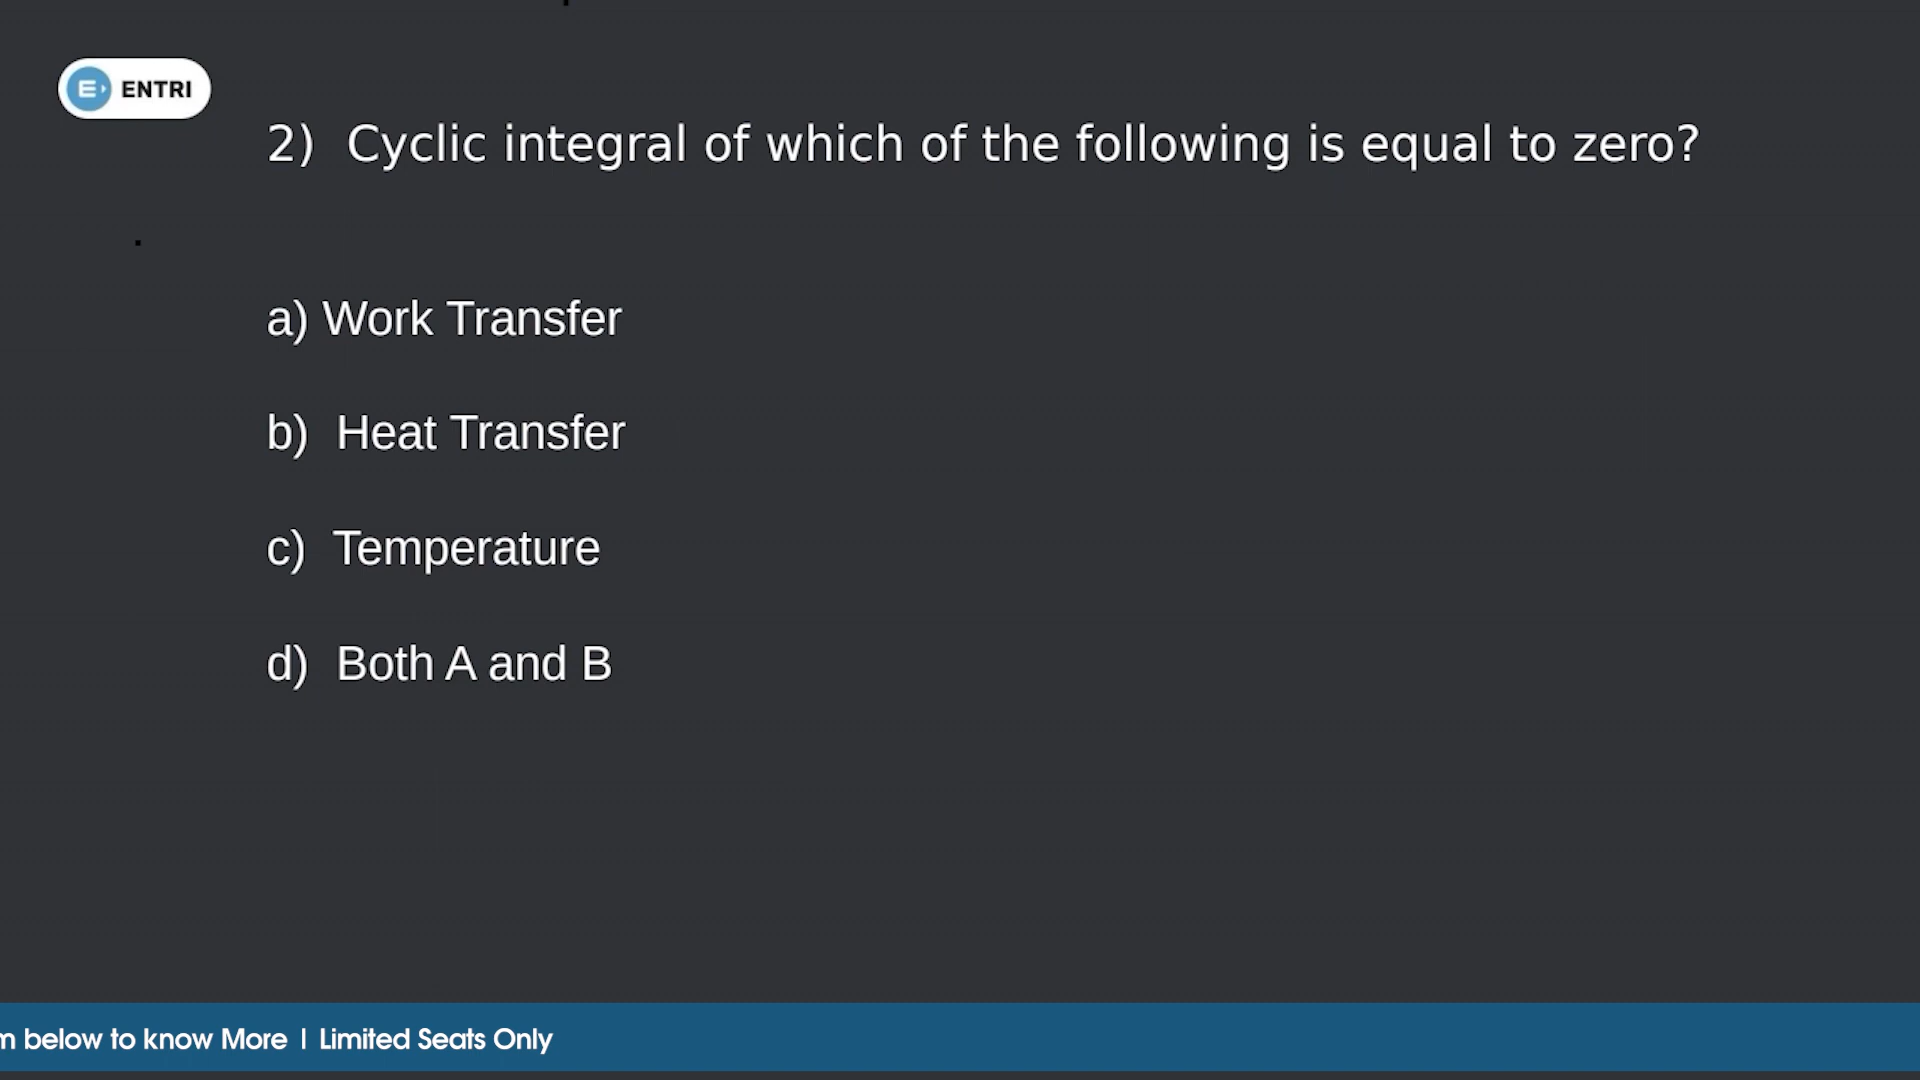 ENTRI
2) Cyclic integral of which of the following is equal to zero?
a) Work Transfer
b) Heat Transfer
c) Temperature
d) Both A and B
below to know More | Limited Seats Only